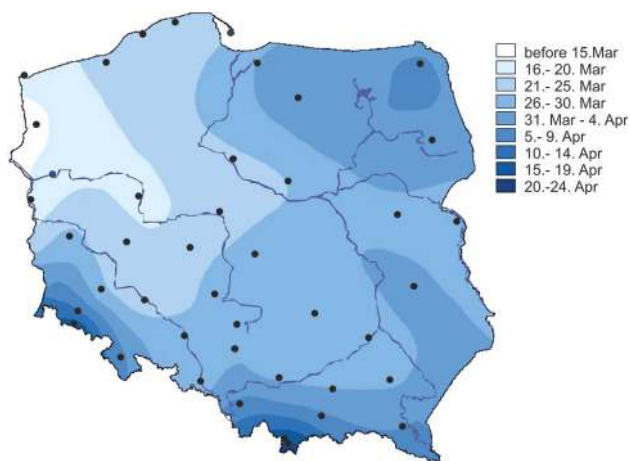 before 15.Mar
16.- 20. Mar
21.- 25. Mar
26.- 30. Mar
31. Mar - 4. Apr
5.- 9. Apr
10.- 14. Apr
15.- 19. Apr
20.-24. Apr